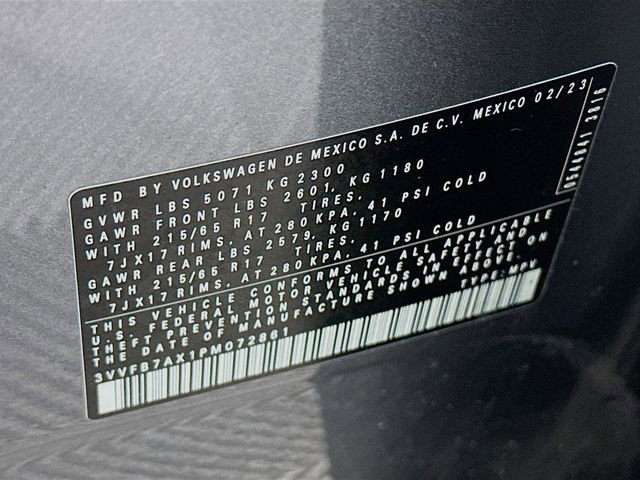 MFD BY VOLKSWAGEN DE MEXICO S.A. DE C.V. MEXICO 02/23
GVWR LBS 5071 KG 2300
GAWR FRONT LBS 2601, KG 1180
WITH 215/65 R17 TIRES,
7JX17 RIMS, AT 280 KPA, 41 PSI COLD
GAWR REAR LBS 2579, KG 1170
WITH 215/65 R17 TIRES,
7JX17 RIMS, AT 280 KPA, 41 PSI COLD
THIS VEHICLE CONFORMS TO ALL APPLICABLE
U.S. FEDERAL MOTOR VEHICLE SAFETY AND
THEFT PREVENTION STANDARDS IN EFFECT ON
THE DATE OF MANUFACTURE SHOWN ABOVE.
3VVFB7AX1PM072861 TYPE: MPV